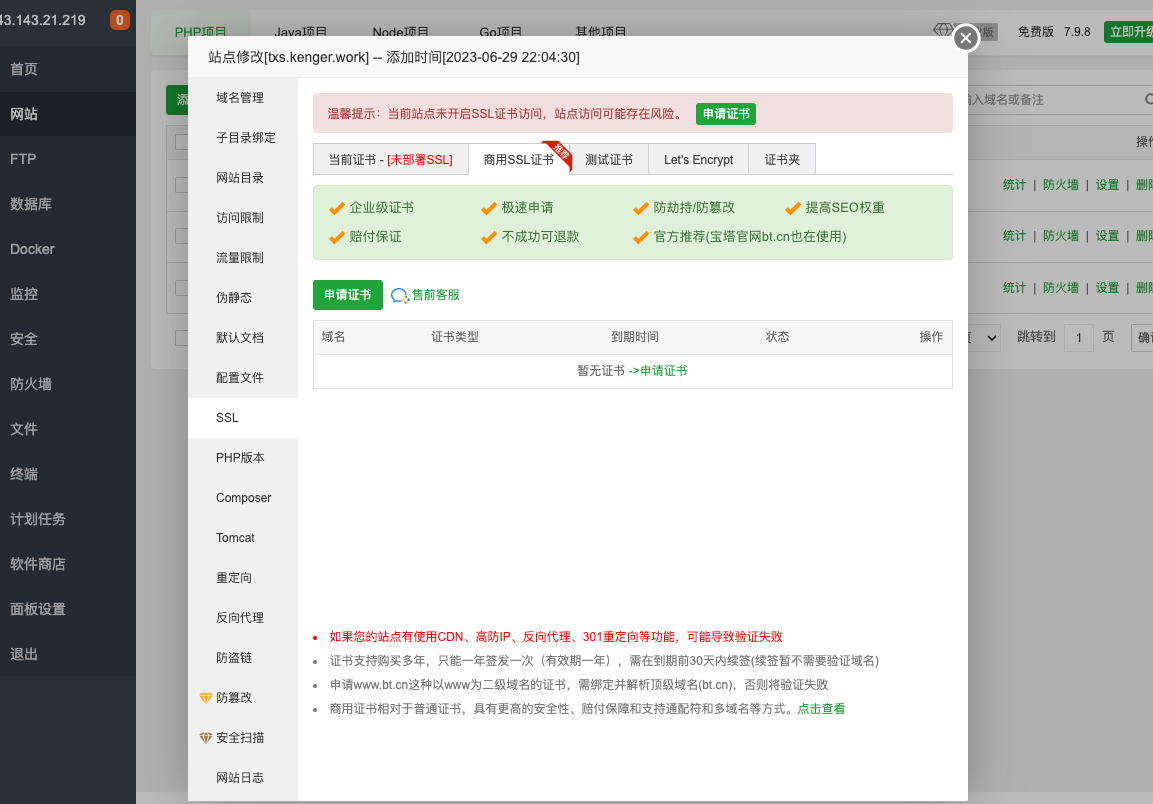 43.143.21.219
0
首页
网站
FTP
数据库
Docker
监控
安全
防火墙
文件
终端
计划任务
软件商店
面板设置
退出
PHP项目
Java项目
Node项目
Go项目
其他项目
免费版 7.9.8
立即升级
站点修改[txs.kenger.work] -- 添加时间[2023-06-29 22:04:30]
域名管理
子目录绑定
网站目录
访问限制
流量限制
伪静态
默认文档
配置文件
SSL
PHP版本
Composer
Tomcat
重定向
反向代理
防盗链
防篡改
安全扫描
网站日志
温馨提示：当前站点未开启SSL证书访问，站点访问可能存在风险。 申请证书
当前证书 - [未部署SSL]
商用SSL证书
推荐
测试证书
Let's Encrypt
证书夹
企业级证书 极速申请 防劫持/防篡改 提高SEO权重
赔付保证 不成功可退款 官方推荐(宝塔官网bt.cn也在使用)
申请证书 售前客服
域名 证书类型 到期时间 状态 操作
暂无证书 ->申请证书
如果您的站点有使用CDN、高防IP、反向代理、301重定向等功能，可能导致验证失败
证书支持购买多年，只能一年签发一次（有效期一年），需在到期前30天内续签(续签暂不需要验证域名)
申请www.bt.cn这种以www为二级域名的证书，需绑定并解析顶级域名(bt.cn)，否则将验证失败
商用证书相对于普通证书，具有更高的安全性、赔付保障和支持通配符和多域名等方式。点击查看
添
入域名或备注
操作
统计 | 防火墙 | 设置 | 删除
统计 | 防火墙 | 设置 | 删除
统计 | 防火墙 | 设置 | 删除
跳转到 1 页 确认